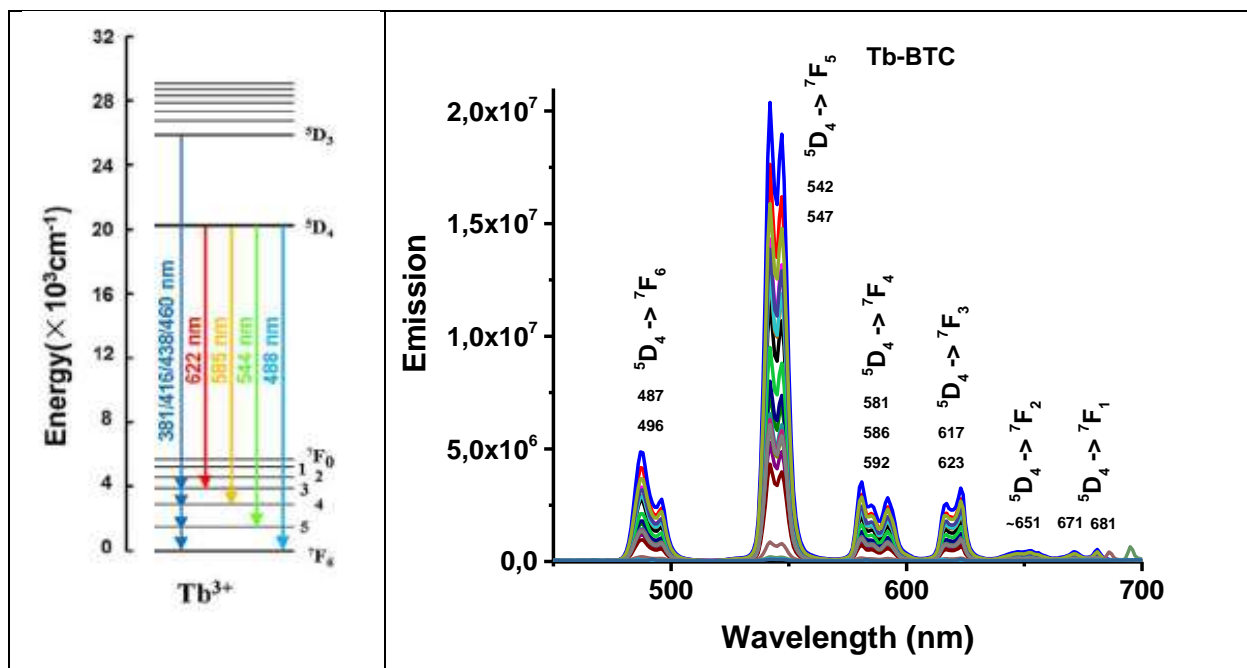 32
28
24
20
16
12
8
4
0
Energy(×10³cm⁻¹)
⁵D₃
⁵D₄
381/416/438/460 nm
622 nm
585 nm
544 nm
488 nm
⁷F₀
1
2
3
4
5
⁷F₆
Tb³⁺
Tb-BTC
2,0x10⁷
1,5x10⁷
1,0x10⁷
5,0x10⁶
0,0
Emission
⁵D₄ -> ⁷F₆
487
496
⁵D₄ -> ⁷F₅
542
547
⁵D₄ -> ⁷F₄
581
586
592
⁵D₄ -> ⁷F₃
617
623
⁵D₄ -> ⁷F₂
~651
⁵D₄ -> ⁷F₁
671 681
500 600 700
Wavelength (nm)